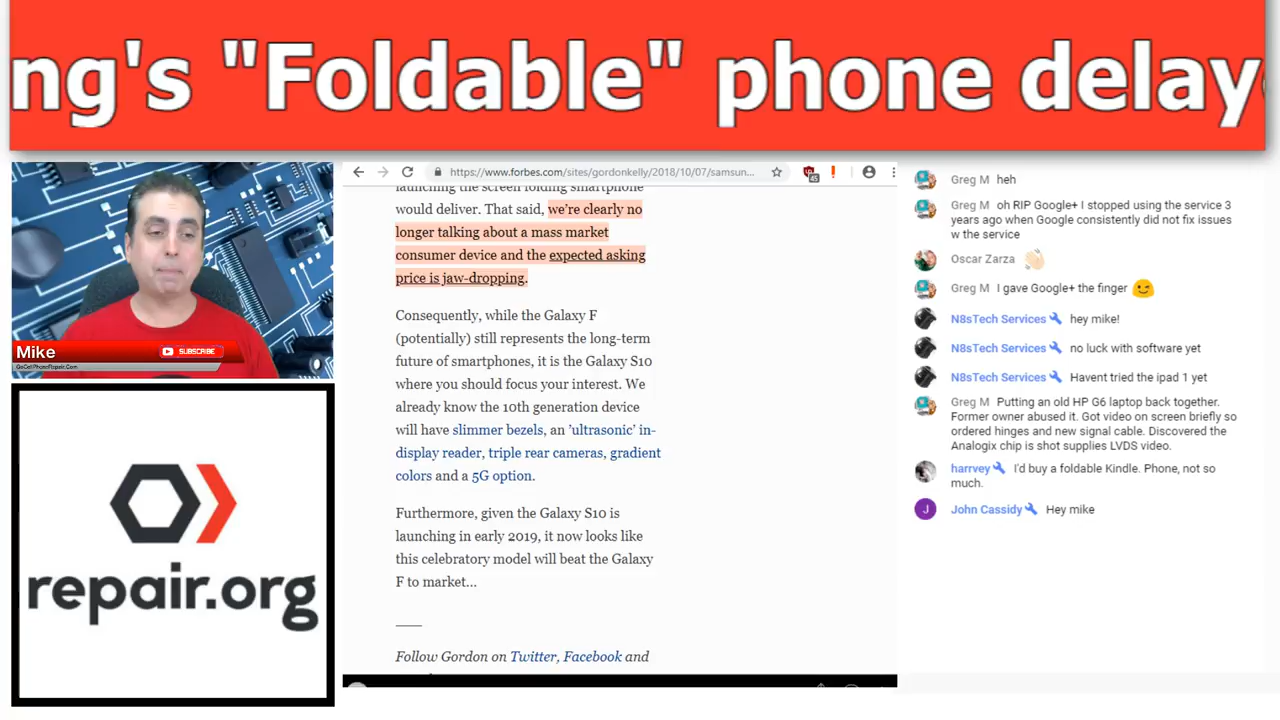 ng's "Foldable" phone delay
Mike
SUBSCRIBE
GoCellPhoneRepair.Com
repair.org
https://www.forbes.com/sites/gordonkelly/2018/10/07/samsun...
45
launching the screen folding smartphone
would deliver. That said, we're clearly no
longer talking about a mass market
consumer device and the expected asking
price is jaw-dropping.
Consequently, while the Galaxy F
(potentially) still represents the long-term
future of smartphones, it is the Galaxy S10
where you should focus your interest. We
already know the 10th generation device
will have slimmer bezels, an 'ultrasonic' in-
display reader, triple rear cameras, gradient
colors and a 5G option.
Furthermore, given the Galaxy S10 is
launching in early 2019, it now looks like
this celebratory model will beat the Galaxy
F to market…
Follow Gordon on Twitter, Facebook and
Greg M heh
Greg M oh RIP Google+ I stopped using the service 3
years ago when Google consistently did not fix issues
w the service
Oscar Zarza
Greg M I gave Google+ the finger
N8sTech Services hey mike!
N8sTech Services no luck with software yet
N8sTech Services Havent tried the ipad 1 yet
Greg M Putting an old HP G6 laptop back together.
Former owner abused it. Got video on screen briefly so
ordered hinges and new signal cable. Discovered the
Analogix chip is shot supplies LVDS video.
harrvey I'd buy a foldable Kindle. Phone, not so
much.
J
John Cassidy Hey mike